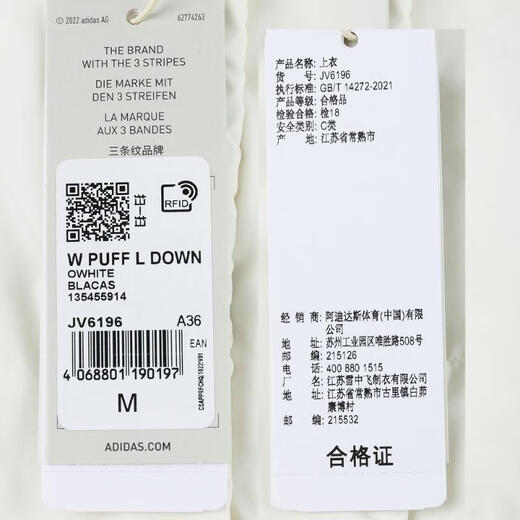 © 2022 adidas AG
62774263
THE BRAND
WITH THE 3 STRIPES
DIE MARKE MIT
DEN 3 STREIFEN
LA MARQUE
AUX 3 BANDES
三条纹品牌
扫一扫
RFID
W PUFF L DOWN
OWHITE
BLACAS
135455914
JV6196 A36
EAN
4 068801 190197
M
ADIDAS.COM
产品名称: 上衣
货 号: JV6196
执行标准: GB/T 14272-2021
产品等级: 合格品
检验合格: 检18
安全类别: C类
产 地: 江苏省常熟市
经 销 商: 阿迪达斯体育(中国)有限
公司
地 址: 苏州工业园区唯胜路508号
邮 编: 215126
电 话: 400 880 1515
厂 名: 江苏雪中飞制衣有限公司
地 址: 江苏省常熟市古里镇白茆
康博村
邮 编: 215532
合格证